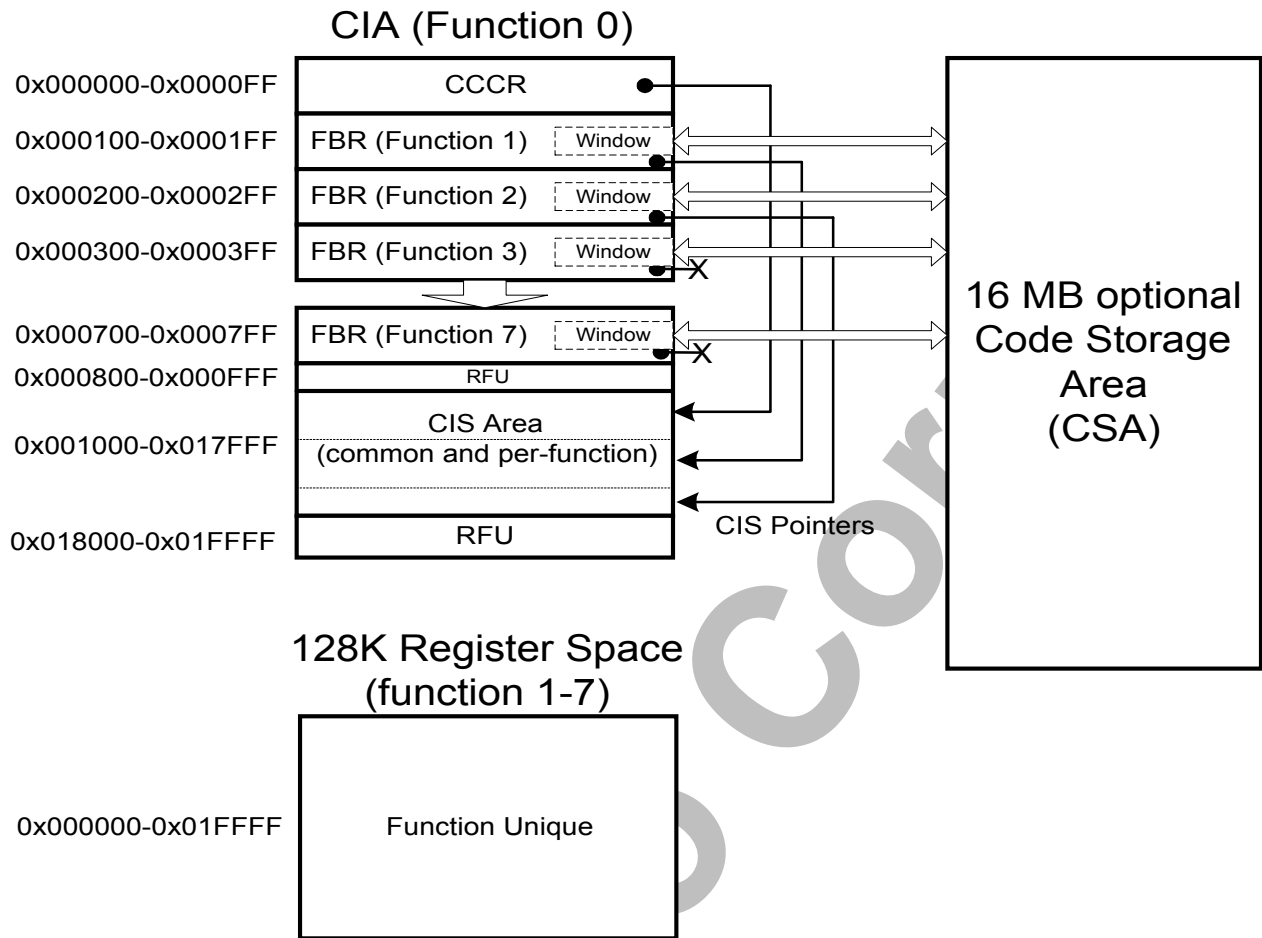 CIA (Function 0)
0x000000-0x0000FF
CCCR
0x000100-0x0001FF
FBR (Function 1)
Window
0x000200-0x0002FF
FBR (Function 2)
Window
0x000300-0x0003FF
FBR (Function 3)
Window
X
0x000700-0x0007FF
FBR (Function 7)
Window
X
0x000800-0x000FFF
RFU
0x001000-0x017FFF
CIS Area
(common and per-function)
0x018000-0x01FFFF
RFU
CIS Pointers
16 MB optional
Code Storage
Area
(CSA)
128K Register Space
(function 1-7)
0x000000-0x01FFFF
Function Unique